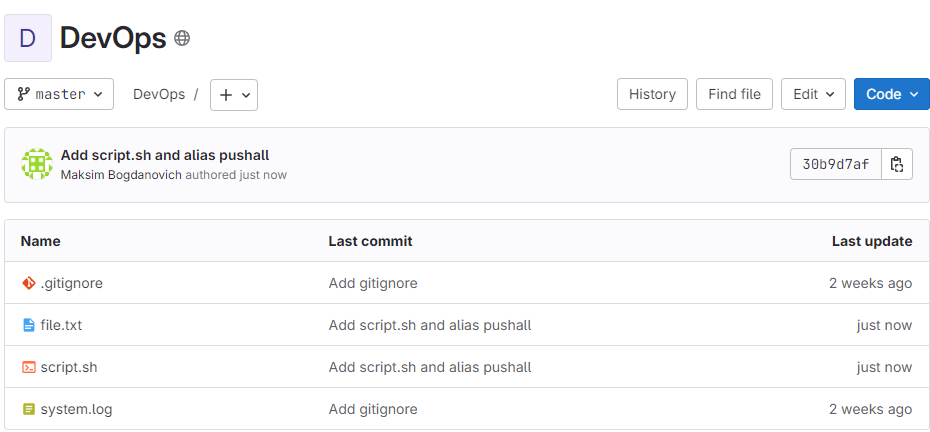 D DevOps
master DevOps / + History Find file Edit Code
Add script.sh and alias pushall
Maksim Bogdanovich authored just now
30b9d7af
Name Last commit Last update
.gitignore Add gitignore 2 weeks ago
file.txt Add script.sh and alias pushall just now
script.sh Add script.sh and alias pushall just now
system.log Add gitignore 2 weeks ago